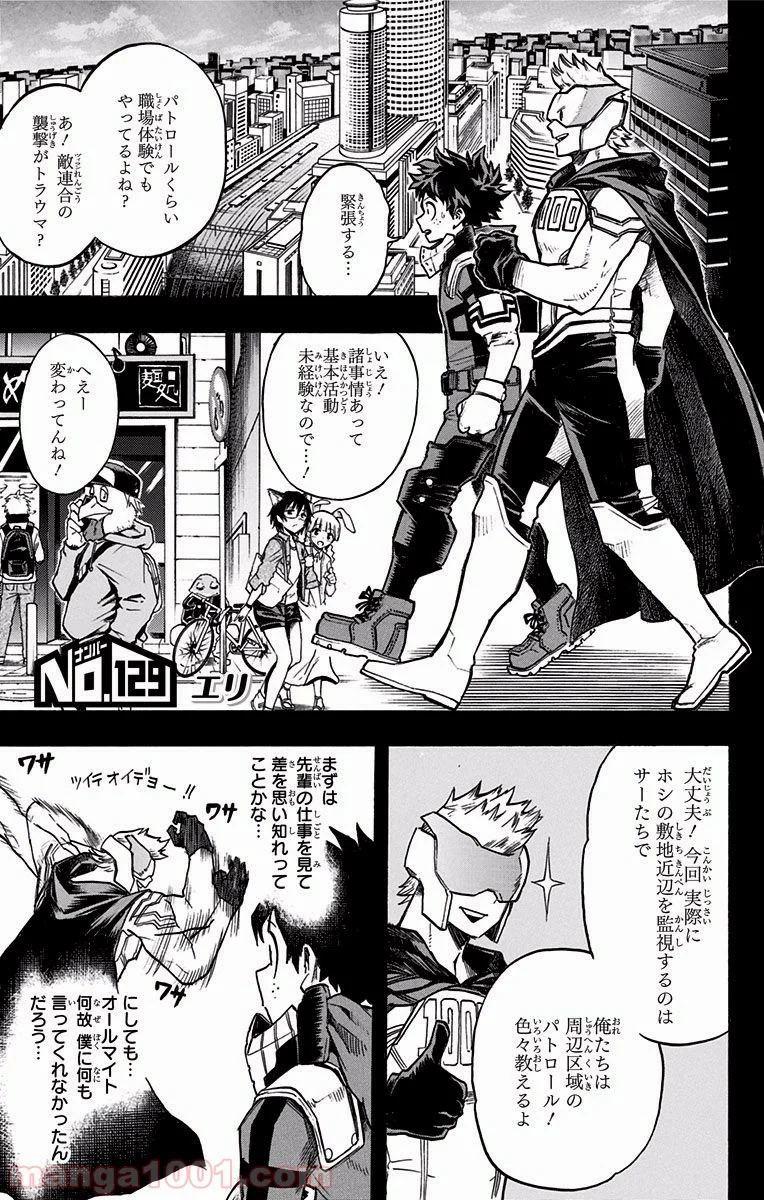 緊張する…
パトロールくらい
職場体験でも
やってるよね?
あ!敵連合の
襲撃がトラウマ?
いえ!
諸事情あって
基本活動
未経験なので…!
へえー
変わってんね!
麺処
ナンバー
No.129 エリ
大丈夫!今回実際に
ホシの敷地近辺を監視するのは
サーたちで
俺たちは
周辺区域の
パトロール!
色々教えるよ
100
100
まずは
先輩の仕事を見て
差を思い知れって
ことかな…
ワサ
ツイテオイデヨー!!
ワサ
ワサ
ワサ
にしても…
オールマイト
何故僕に何も
言ってくれなかったん
だろう…
manga1001.com